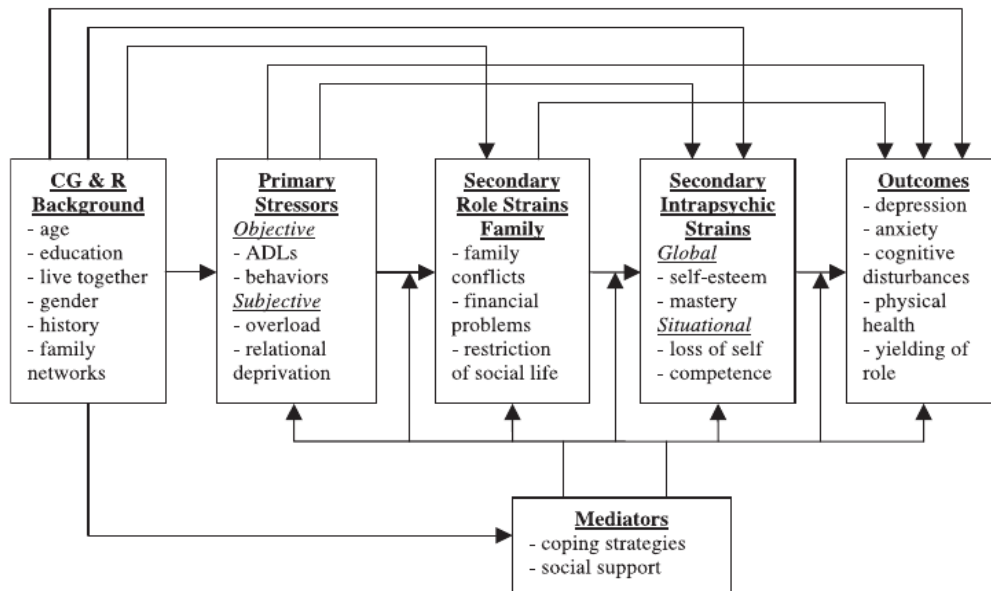 CG & R
Background
- age
- education
- live together
- gender
- history
- family
networks
Primary
Stressors
Objective
- ADLs
- behaviors
Subjective
- overload
- relational
deprivation
Secondary
Role Strains
Family
- family
conflicts
- financial
problems
- restriction
of social life
Secondary
Intrapsychic
Strains
Global
- self-esteem
- mastery
Situational
- loss of self
- competence
Outcomes
- depression
- anxiety
- cognitive
disturbances
- physical
health
- yielding of
role
Mediators
- coping strategies
- social support